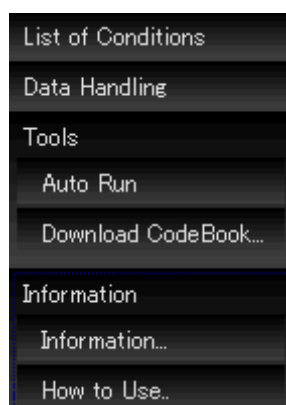 List of Conditions
Data Handling
Tools
Auto Run
Download CodeBook...
Information
Information...
How to Use..